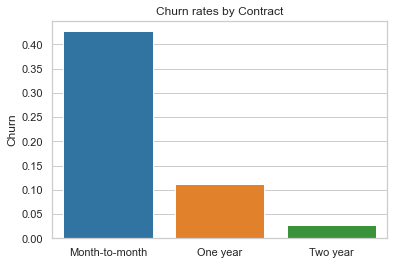 Churn rates by Contract
0.40
0.35
0.30
0.25
0.20
0.15
0.10
0.05
0.00
Churn
Month-to-month
One year
Two year